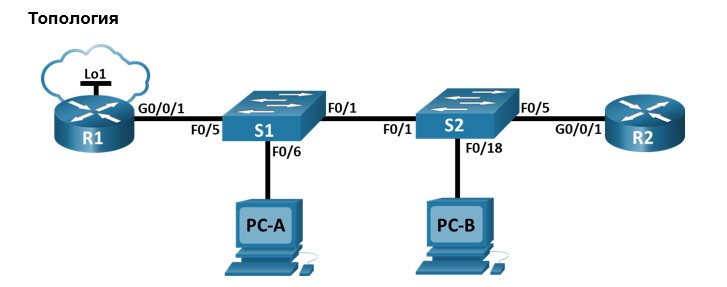 Топология
Lo1
R1
G0/0/1
F0/5
S1
F0/6
F0/1
F0/1
S2
F0/18
F0/5
G0/0/1
R2
PC-A
PC-B